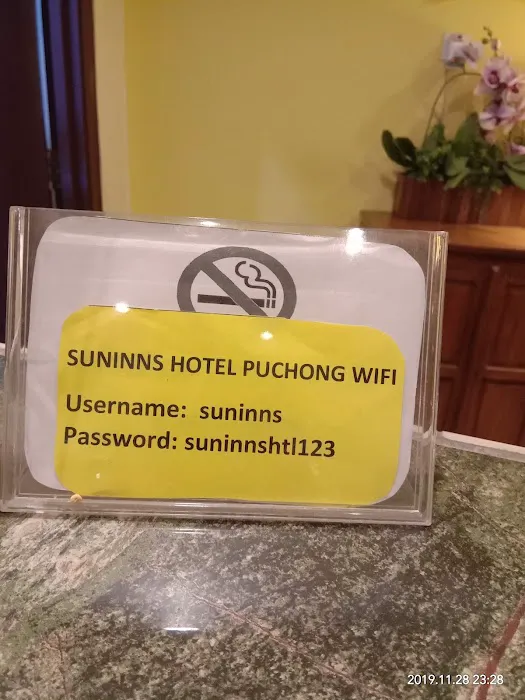 SUNINNS HOTEL PUCHONG WIFI
Username: suninns
Password: suninnshtl123
2019.11.28 23:28